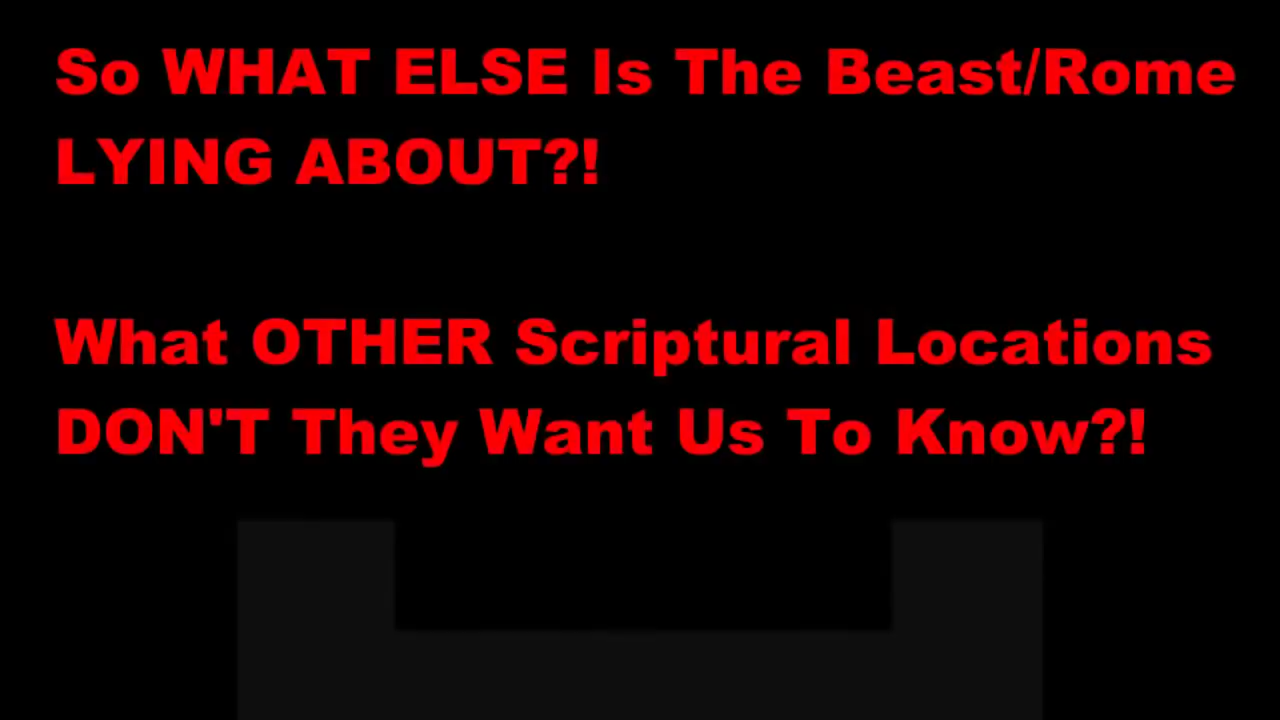 So WHAT ELSE Is The Beast/Rome
LYING ABOUT?!
What OTHER Scriptural Locations
DON'T They Want Us To Know?!